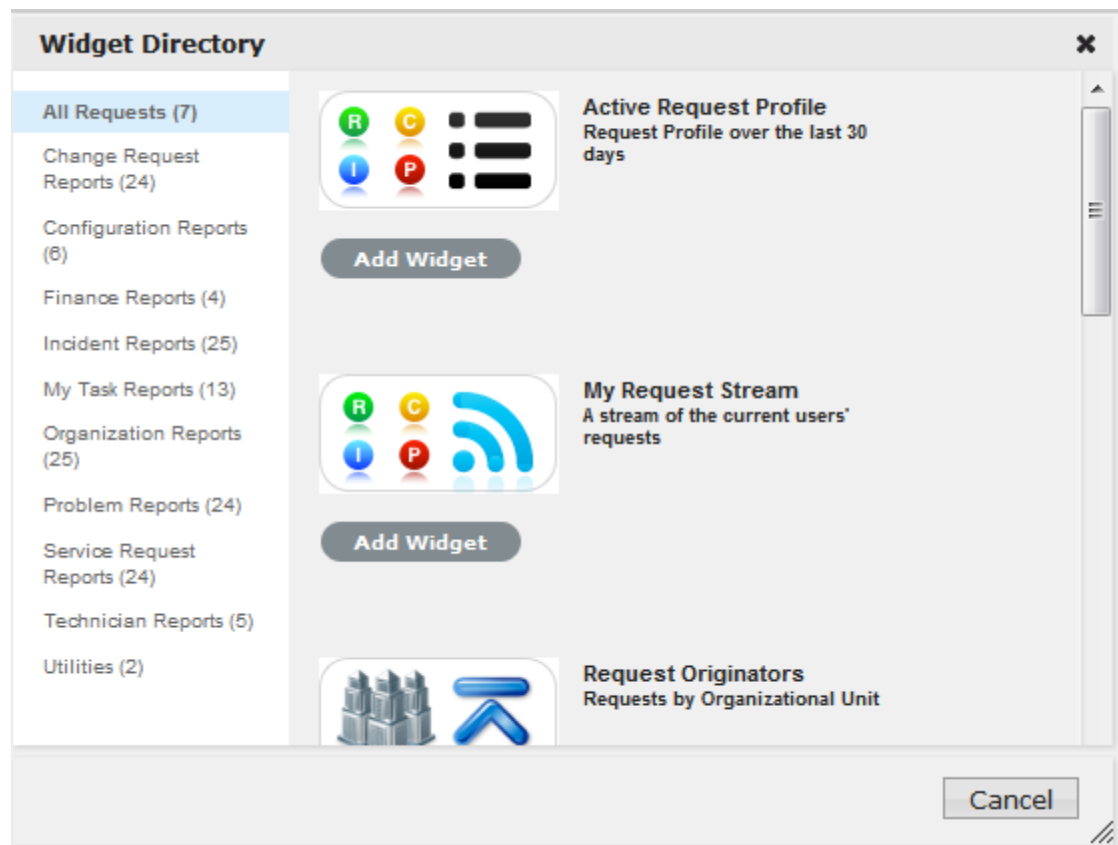 Widget Directory
All Requests (7)
Change Request
Reports (24)
Configuration Reports
(6)
Finance Reports (4)
Incident Reports (25)
My Task Reports (13)
Organization Reports
(25)
Problem Reports (24)
Service Request
Reports (24)
Technician Reports (5)
Utilities (2)
R C
I P
Active Request Profile
Request Profile over the last 30
days
Add Widget
R C
I P
My Request Stream
A stream of the current users'
requests
Add Widget
Request Originators
Requests by Organizational Unit
Cancel